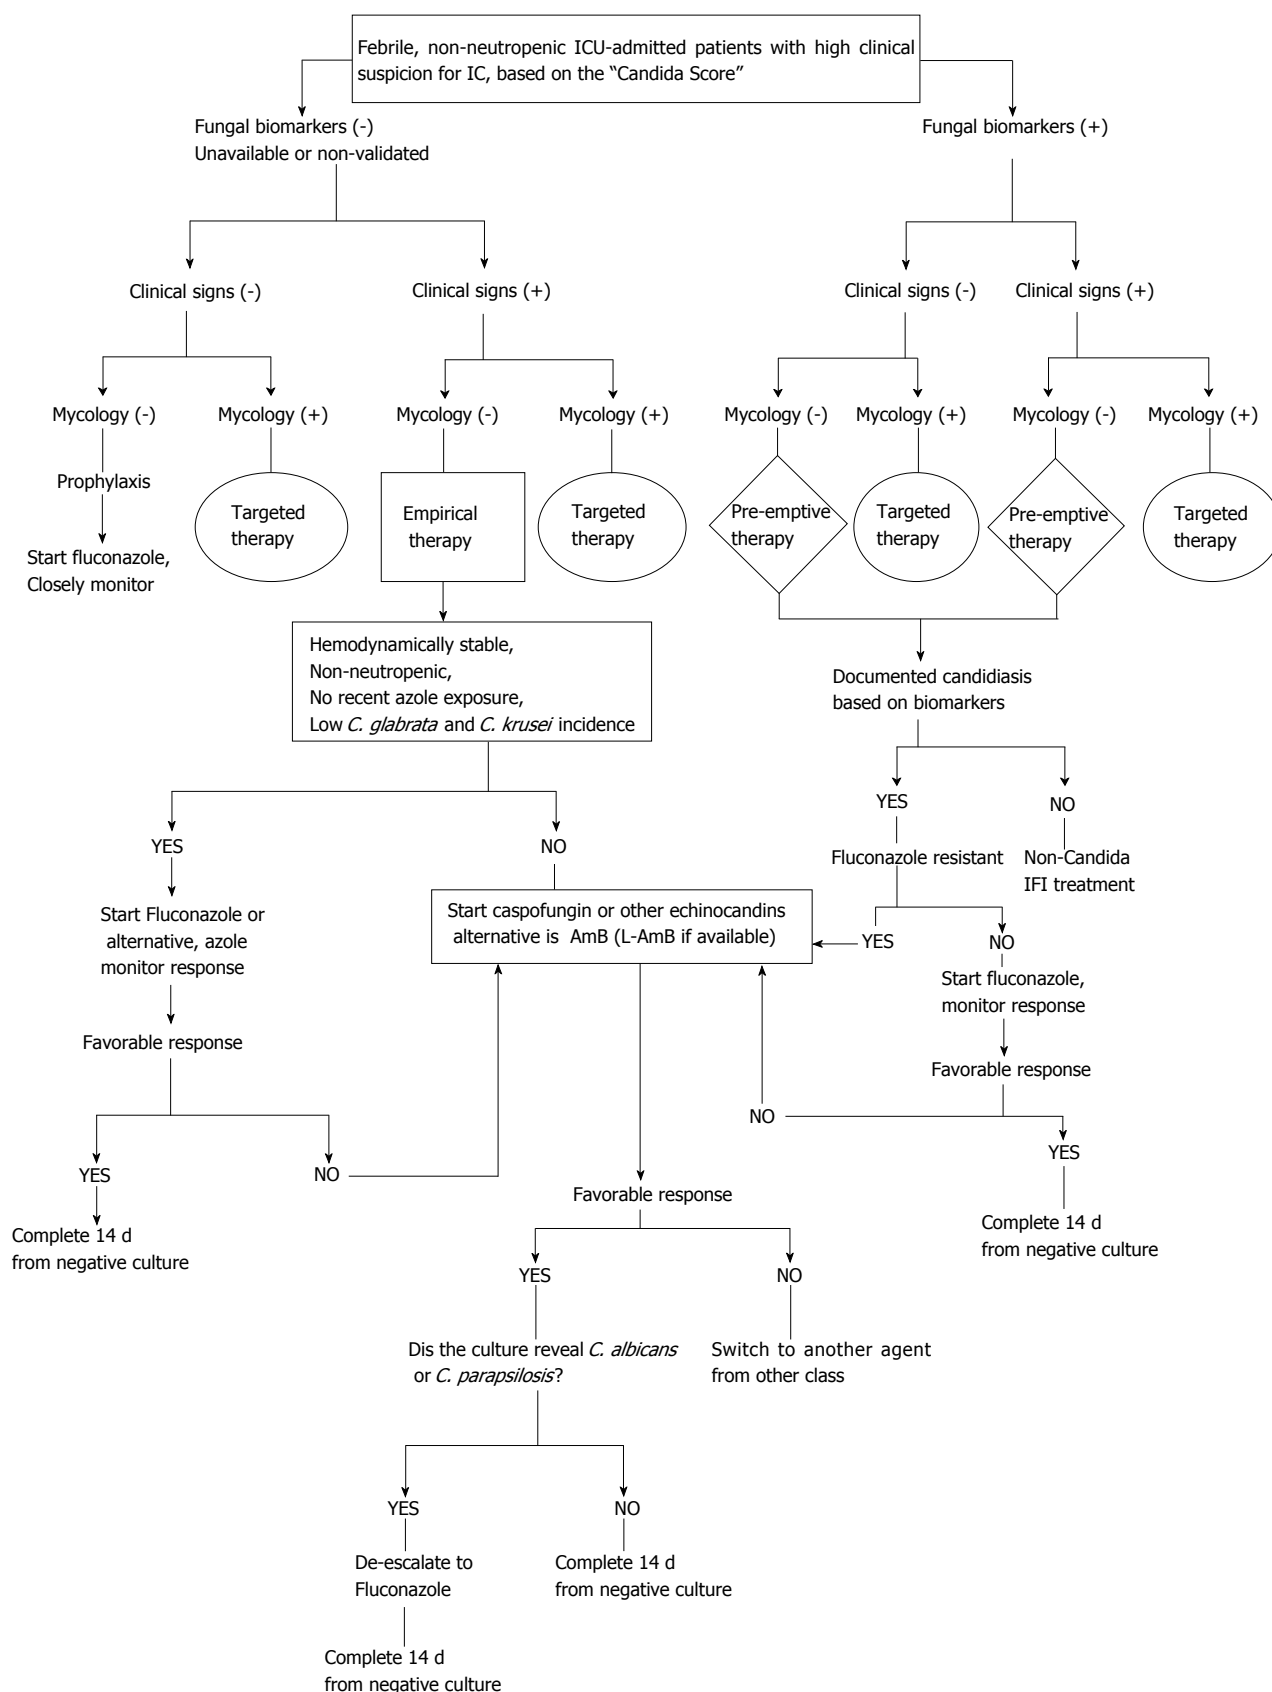 Febrile, non-neutropenic ICU-admitted patients with high clinical
suspicion for IC, based on the “Candida Score”
Fungal biomarkers (-)
Unavailable or non-validated
Fungal biomarkers (+)
Clinical signs (-)
Clinical signs (+)
Clinical signs (-)
Clinical signs (+)
Mycology (-)
Mycology (+)
Mycology (-)
Mycology (+)
Mycology (-)
Mycology (+)
Mycology (-)
Mycology (+)
Prophylaxis
Start fluconazole,
Closely monitor
Targeted
therapy
Empirical
therapy
Targeted
therapy
Pre-emptive
therapy
Targeted
therapy
Pre-emptive
therapy
Targeted
therapy
Hemodynamically stable,
Non-neutropenic,
No recent azole exposure,
Low C. glabrata and C. krusei incidence
Documented candidiasis
based on biomarkers
YES
NO
YES
NO
Fluconazole resistant
Non-Candida
IFI treatment
Start Fluconazole or
alternative, azole
monitor response
Start caspofungin or other echinocandins
alternative is AmB (L-AmB if available)
YES
NO
Start fluconazole,
monitor response
Favorable response
Favorable response
NO
YES
YES
NO
Favorable response
Complete 14 d
from negative culture
Complete 14 d
from negative culture
YES
NO
Dis the culture reveal C. albicans
or C. parapsilosis?
Switch to another agent
from other class
YES
NO
De-escalate to
Fluconazole
Complete 14 d
from negative culture
Complete 14 d
from negative culture